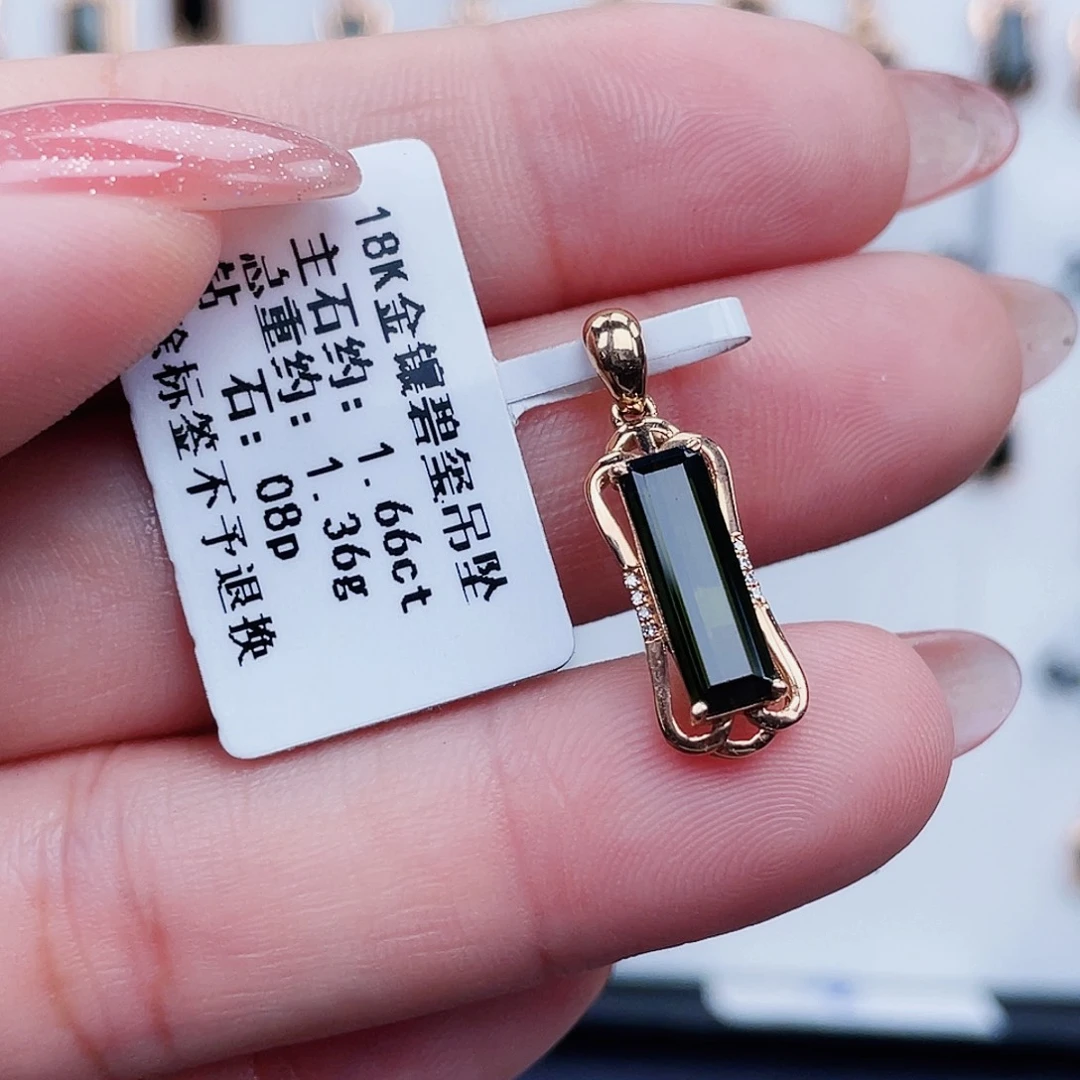 18K金镶碧玺吊坠
主石约: 1.66ct
总重约: 1.36g
钻石: 08p
标签不予退换